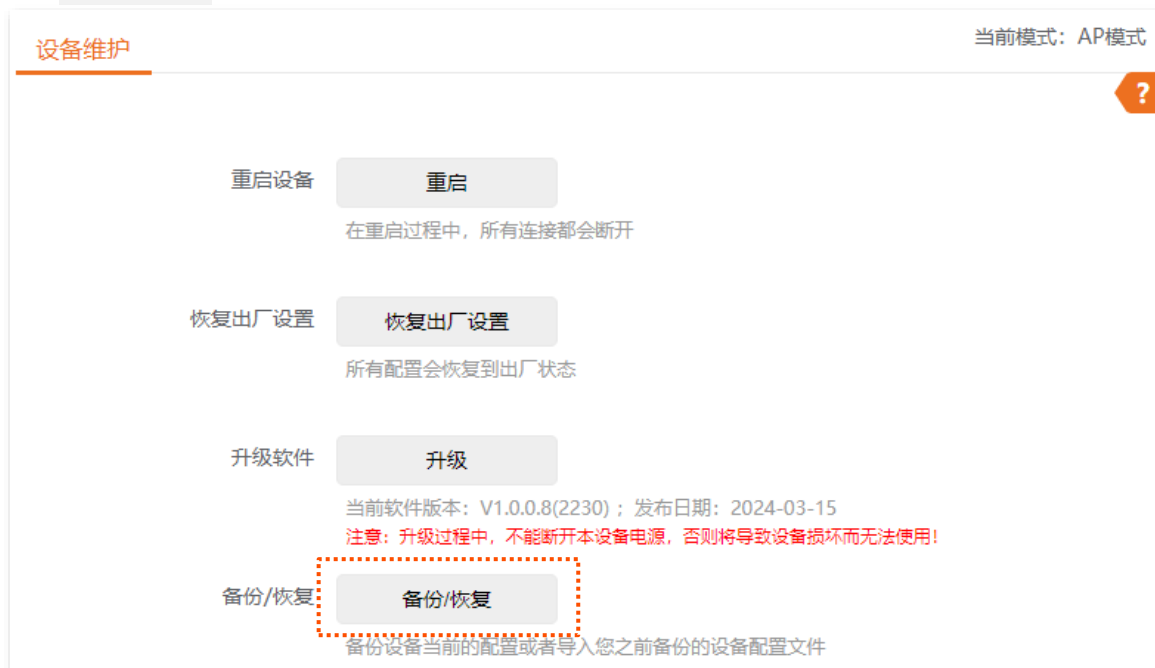 当前模式：AP模式
设备维护
?
重启设备 重启
在重启过程中，所有连接都会断开
恢复出厂设置 恢复出厂设置
所有配置会恢复到出厂状态
升级软件 升级
当前软件版本：V1.0.0.8(2230)；发布日期：2024-03-15
注意：升级过程中，不能断开本设备电源，否则将导致设备损坏而无法使用！
备份/恢复 备份/恢复
备份设备当前的配置或者导入您之前备份的设备配置文件